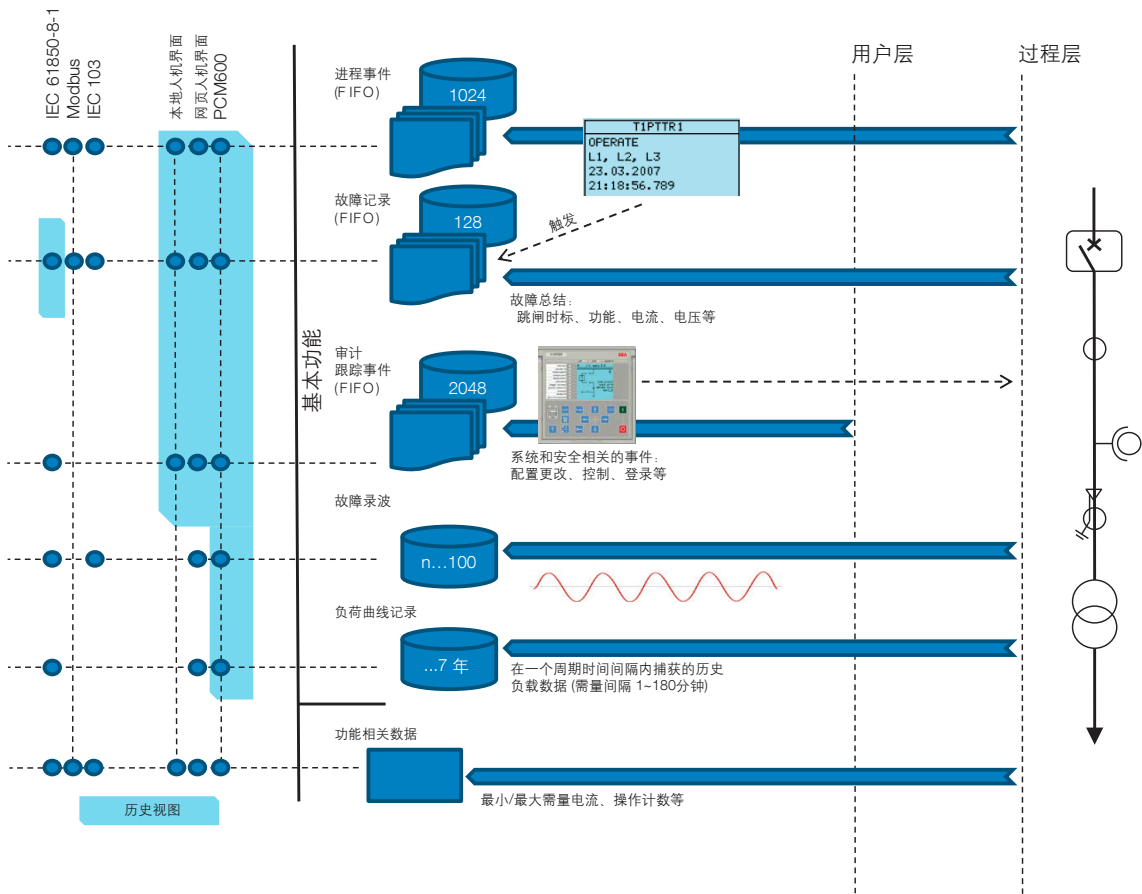 IEC 61850-8-1
Modbus
IEC 103
本地人机界面
网页人机界面
PCM600
用户层
过程层
进程事件
(FIFO)
1024
T1PTTR1
OPERATE
L1, L2, L3
23.03.2007
21:18:56.789
故障记录
(FIFO)
128
触发
故障总结:
跳闸时标、功能、电流、电压等
基本功能
审计
跟踪事件
(FIFO)
2048
ABB
系统和安全相关的事件:
配置更改、控制、登录等
故障录波
n...100
负荷曲线记录
...7 年
在一个周期时间间隔内捕获的历史
负载数据 (需量间隔 1~180分钟)
功能相关数据
最小/最大需量电流、操作计数等
历史视图